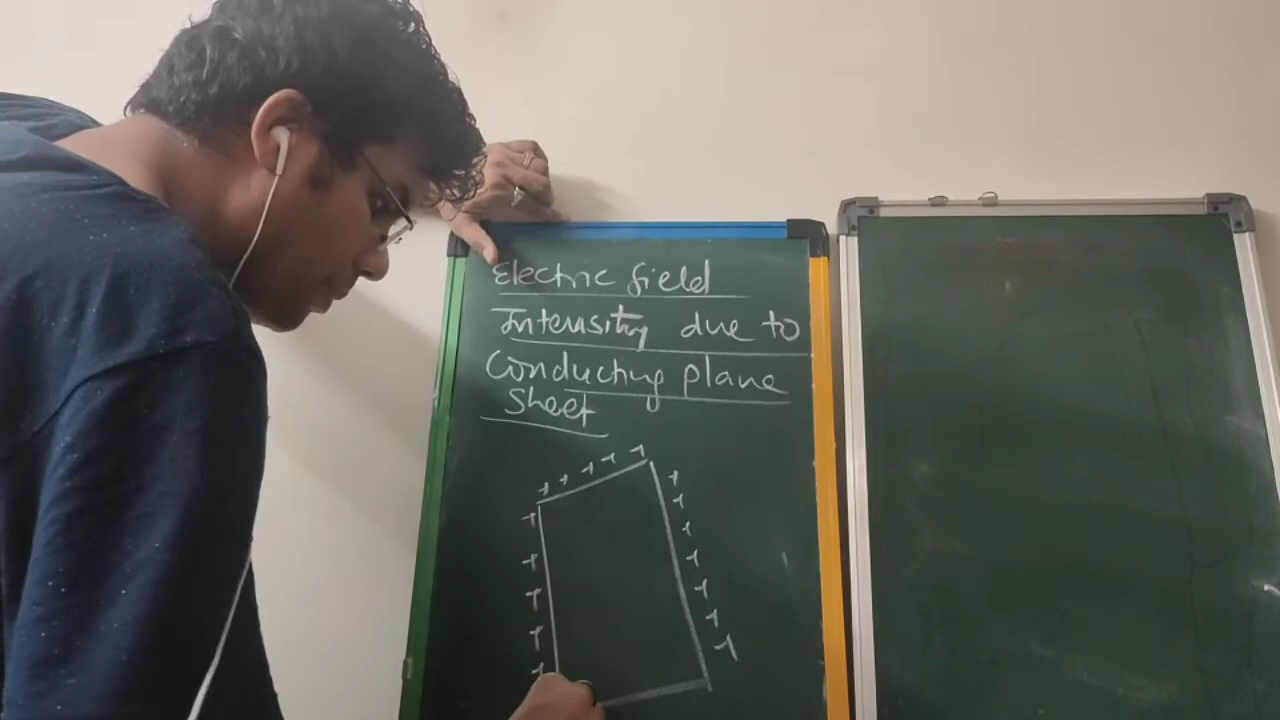 Electric field
Intensity due to
Conducting plane
Sheet
+ + + + +
+ + + + +
+ + + + + + +